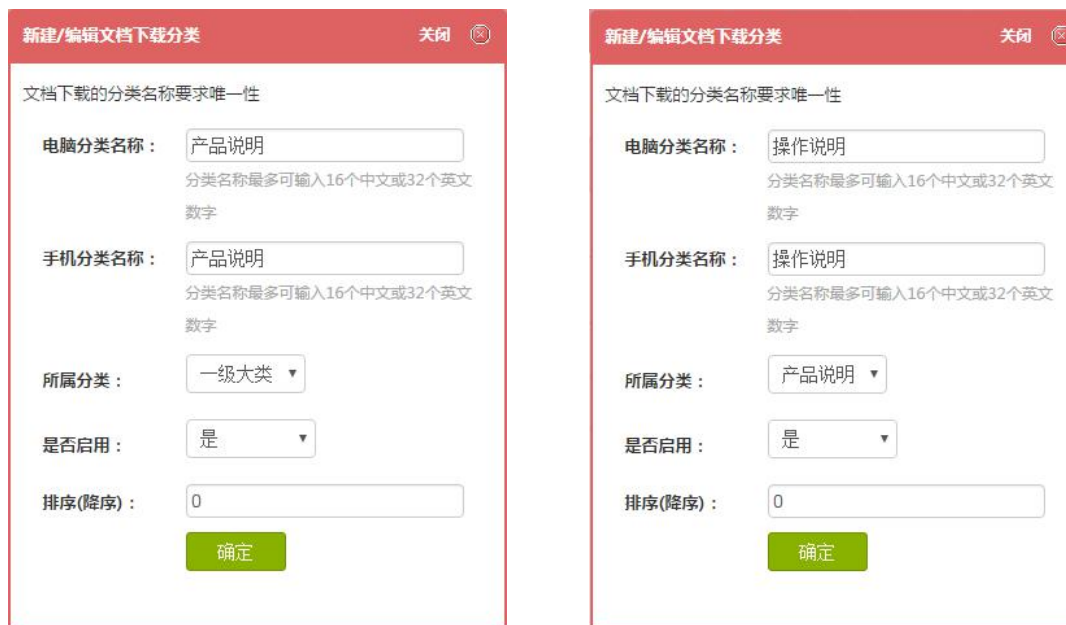 新建/编辑文档下载分类 关闭
文档下载的分类名称要求唯一性
电脑分类名称： 产品说明
分类名称最多可输入16个中文或32个英文
数字
手机分类名称： 产品说明
分类名称最多可输入16个中文或32个英文
数字
所属分类： 一级大类
是否启用： 是
排序(降序)： 0
确定
新建/编辑文档下载分类 关闭
文档下载的分类名称要求唯一性
电脑分类名称： 操作说明
分类名称最多可输入16个中文或32个英文
数字
手机分类名称： 操作说明
分类名称最多可输入16个中文或32个英文
数字
所属分类： 产品说明
是否启用： 是
排序(降序)： 0
确定